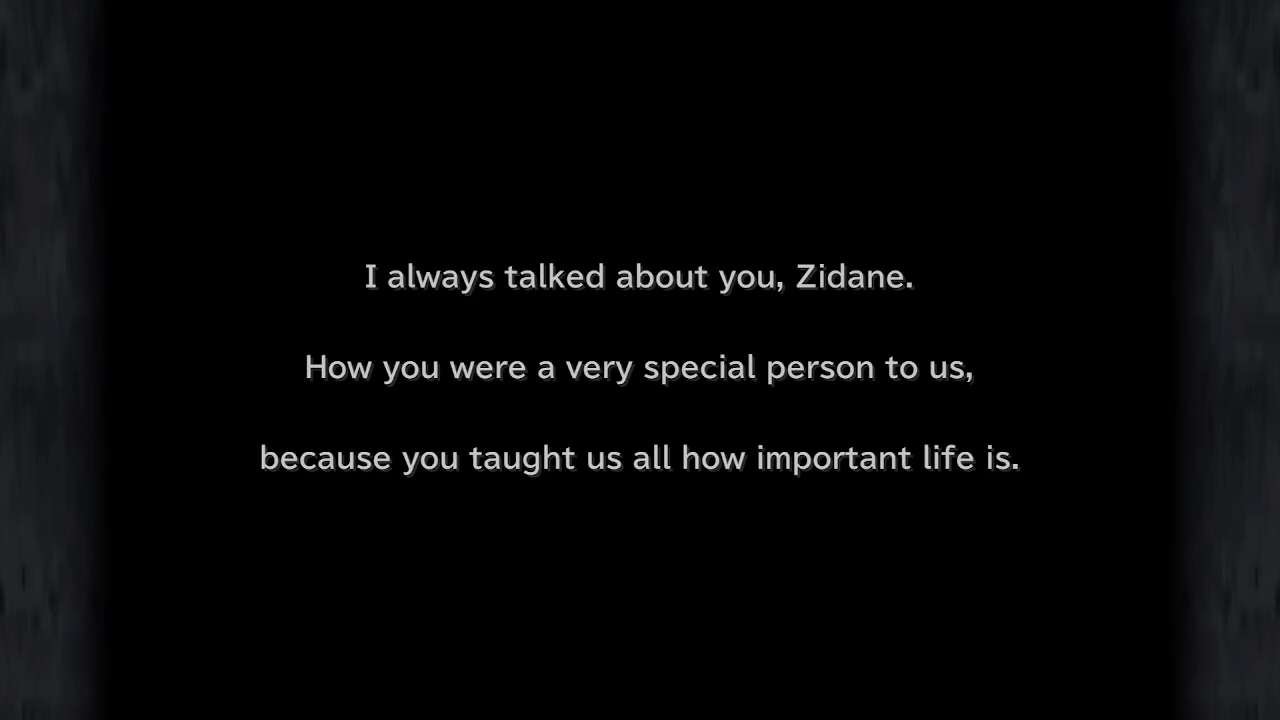 I always talked about you, Zidane.
How you were a very special person to us,
because you taught us all how important life is.